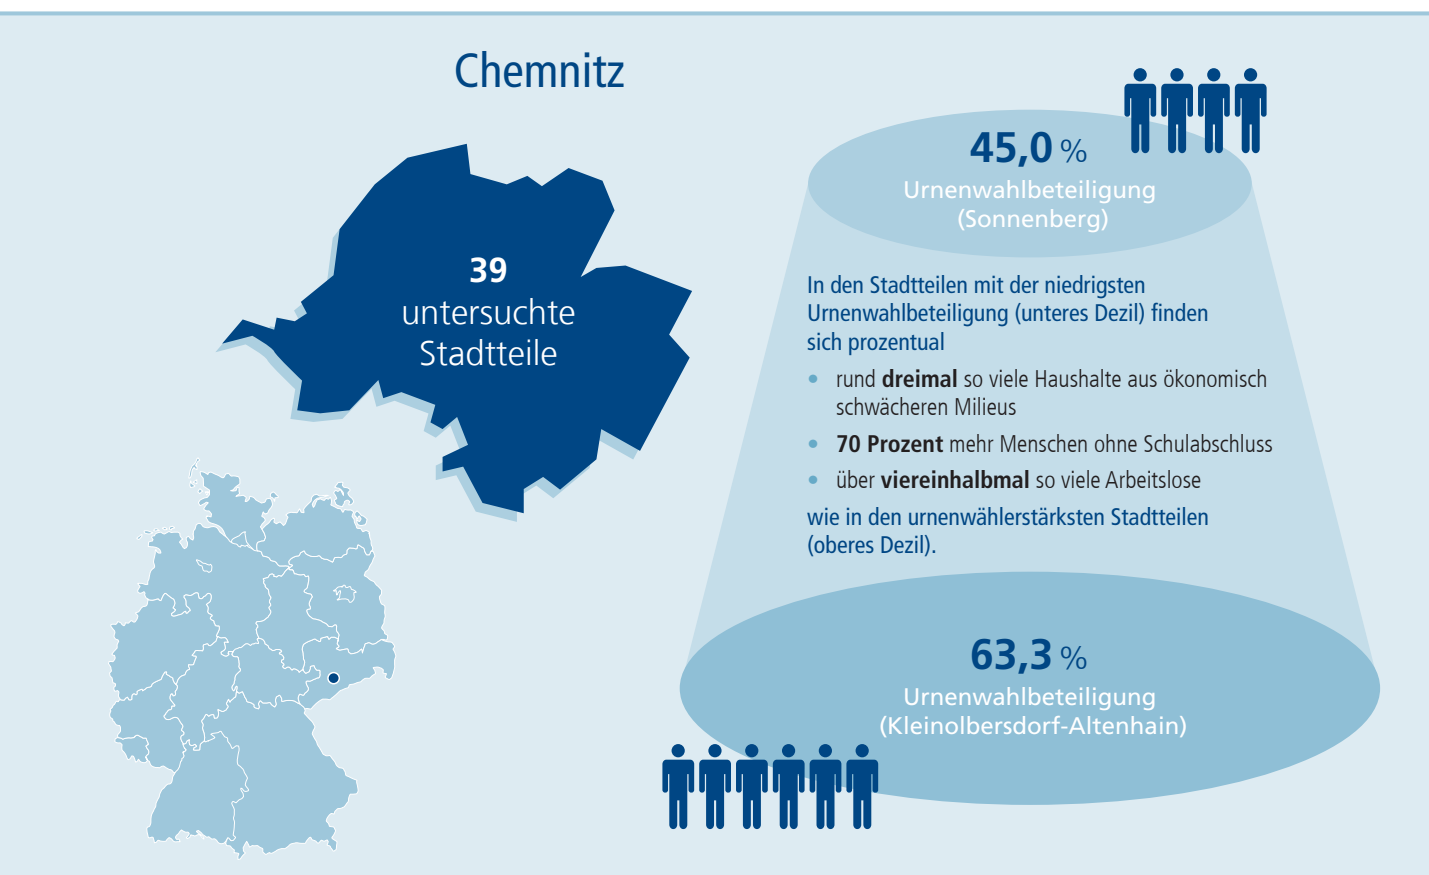 Chemnitz
39
untersuchte
Stadtteile
45,0 %
Urnenwahlbeteiligung
(Sonnenberg)
In den Stadtteilen mit der niedrigsten
Urnenwahlbeteiligung (unteres Dezil) finden
sich prozentual
• rund dreimal so viele Haushalte aus ökonomisch
schwächeren Milieus
• 70 Prozent mehr Menschen ohne Schulabschluss
• über viereinhalbmal so viele Arbeitslose
wie in den urnenwählerstärksten Stadtteilen
(oberes Dezil).
63,3 %
Urnenwahlbeteiligung
(Kleinolbersdorf-Altenhain)